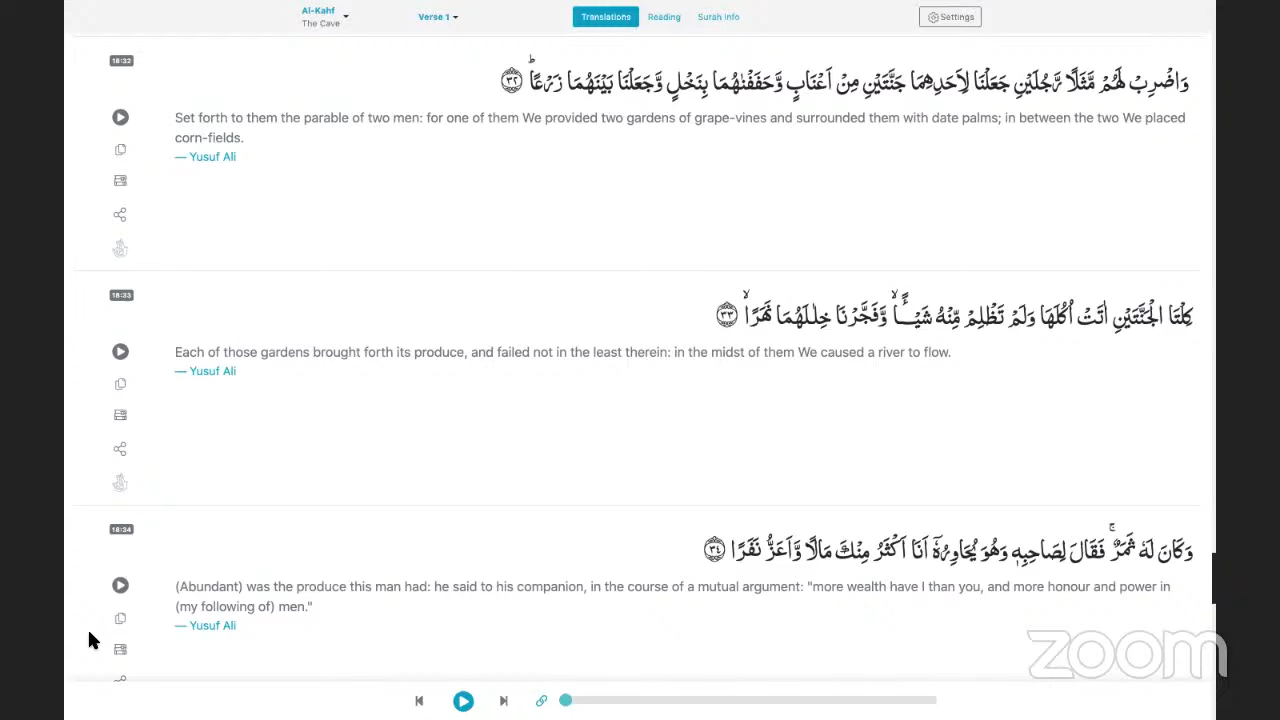 Al-Kahf
The Cave
Verse 1
Translations
Reading
Surah Info
Settings
18:32
وَاضْرِبْ لَهُمْ مَّثَلًا رَّجُلَيْنِ جَعَلْنَا لِاَحَدِهِمَا جَنَّتَيْنِ مِنْ اَعْنَابٍ وَّحَفَفْنٰهُمَا بِنَخْلٍ وَّجَعَلْنَا بَيْنَهُمَا زَرْعًاؕ ٣٢
Set forth to them the parable of two men: for one of them We provided two gardens of grape-vines and surrounded them with date palms; in between the two We placed
corn-fields.
— Yusuf Ali
18:33
كِلْتَا الْجَنَّتَيْنِ اٰتَتْ اُكُلَهَا وَلَمْ تَظْلِمْ مِّنْهُ شَيْـــًٔاۙ وَّفَجَّرْنَا خِلٰلَهُمَا نَهَرًاۙ ٣٣
Each of those gardens brought forth its produce, and failed not in the least therein: in the midst of them We caused a river to flow.
— Yusuf Ali
18:34
وَكَانَ لَهٗ ثَمَرٌۚ فَقَالَ لِصَاحِبِهٖ وَهُوَ يُحَاوِرُهٗۤ اَنَا اَكْثَرُ مِنْكَ مَالًا وَّاَعَزُّ نَفَرًا ٣٤
(Abundant) was the produce this man had: he said to his companion, in the course of a mutual argument: "more wealth have I than you, and more honour and power in
(my following of) men."
— Yusuf Ali
zoom